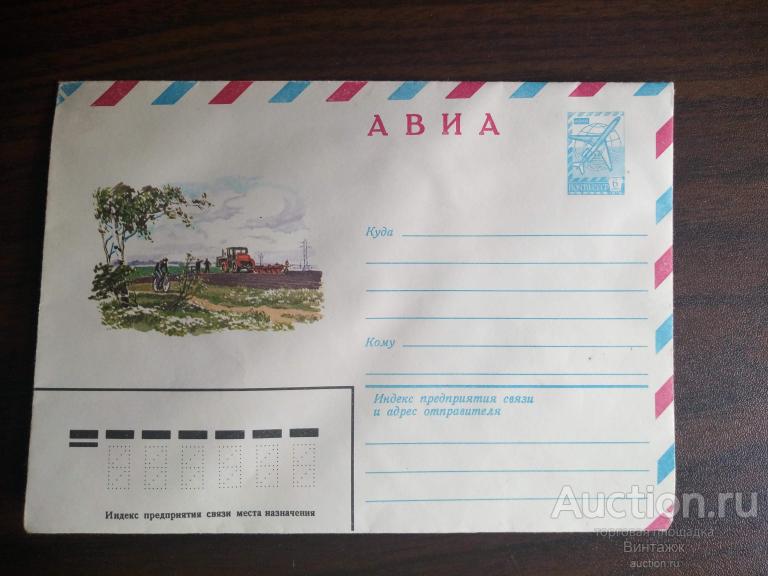 АВИА
ПОЧТА СССР
Куда
Кому
Индекс предприятия связи
и адрес отправителя
Индекс предприятия связи места назначения
Auction.ru
торговая площадка
Винтажок
auction.ru